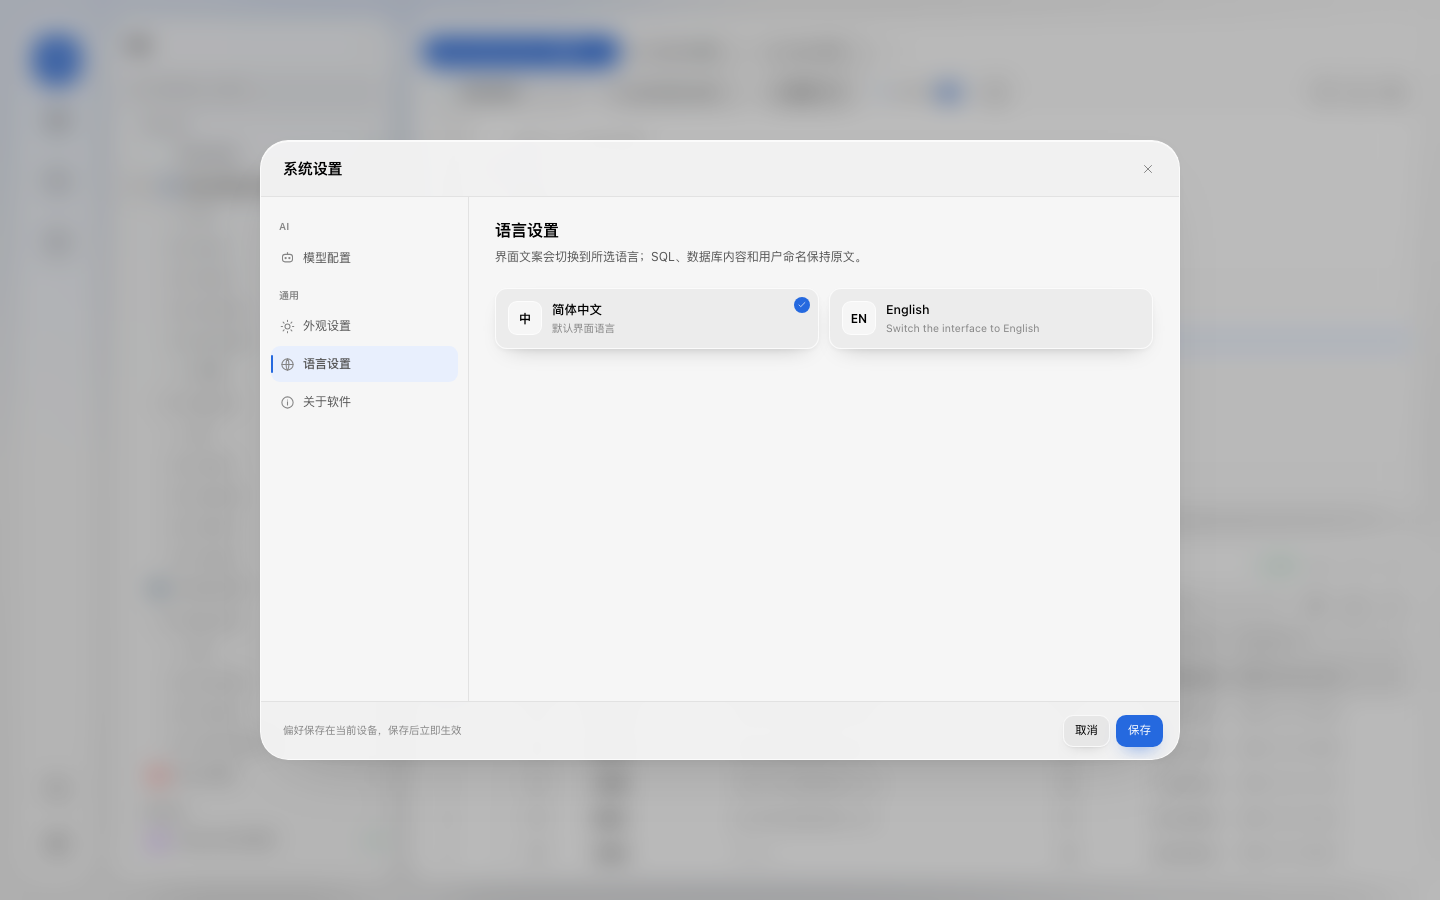 系统设置
AI
模型配置
通用
外观设置
语言设置
关于软件
语言设置
界面文案会切换到所选语言；SQL、数据库内容和用户命名保持原文。
中
简体中文
默认界面语言
EN
English
Switch the interface to English
偏好保存在当前设备，保存后立即生效
取消
保存